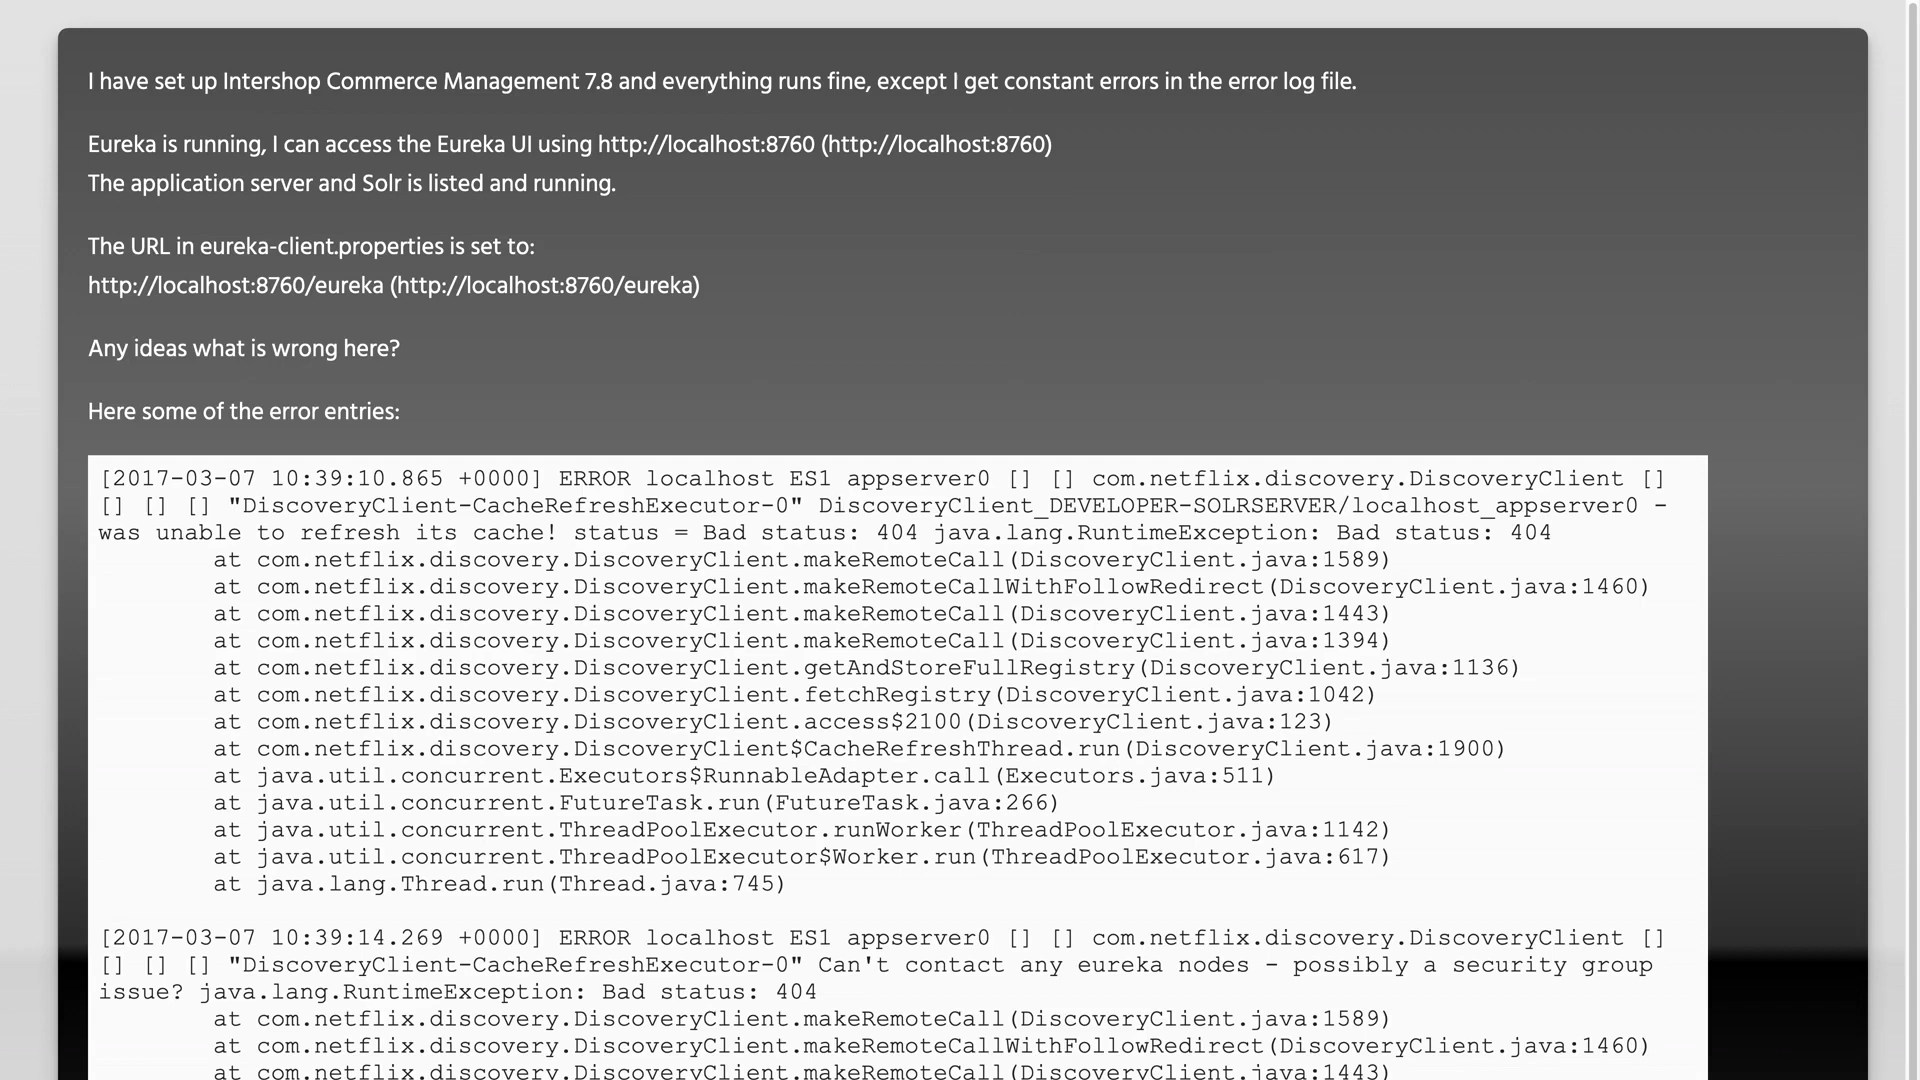 I have set up Intershop Commerce Management 7.8 and everything runs fine, except I get constant errors in the error log file.
Eureka is running, I can access the Eureka UI using http://localhost:8760 (http://localhost:8760)
The application server and Solr is listed and running.
The URL in eureka-client.properties is set to:
http://localhost:8760/eureka (http://localhost:8760/eureka)
Any ideas what is wrong here?
Here some of the error entries:
[2017-03-07 10:39:10.865 +0000] ERROR localhost ES1 appserver0 [] [] com.netflix.discovery.DiscoveryClient []
[] [] [] "DiscoveryClient-CacheRefreshExecutor-0" DiscoveryClient_DEVELOPER-SOLRSERVER/localhost_appserver0 -
was unable to refresh its cache! status = Bad status: 404 java.lang.RuntimeException: Bad status: 404
at com.netflix.discovery.DiscoveryClient.makeRemoteCall(DiscoveryClient.java:1589)
at com.netflix.discovery.DiscoveryClient.makeRemoteCallWithFollowRedirect(DiscoveryClient.java:1460)
at com.netflix.discovery.DiscoveryClient.makeRemoteCall(DiscoveryClient.java:1443)
at com.netflix.discovery.DiscoveryClient.makeRemoteCall(DiscoveryClient.java:1394)
at com.netflix.discovery.DiscoveryClient.getAndStoreFullRegistry(DiscoveryClient.java:1136)
at com.netflix.discovery.DiscoveryClient.fetchRegistry(DiscoveryClient.java:1042)
at com.netflix.discovery.DiscoveryClient.access$2100(DiscoveryClient.java:123)
at com.netflix.discovery.DiscoveryClient$CacheRefreshThread.run(DiscoveryClient.java:1900)
at java.util.concurrent.Executors$RunnableAdapter.call(Executors.java:511)
at java.util.concurrent.FutureTask.run(FutureTask.java:266)
at java.util.concurrent.ThreadPoolExecutor.runWorker(ThreadPoolExecutor.java:1142)
at java.util.concurrent.ThreadPoolExecutor$Worker.run(ThreadPoolExecutor.java:617)
at java.lang.Thread.run(Thread.java:745)
[2017-03-07 10:39:14.269 +0000] ERROR localhost ES1 appserver0 [] [] com.netflix.discovery.DiscoveryClient []
[] [] [] "DiscoveryClient-CacheRefreshExecutor-0" Can't contact any eureka nodes - possibly a security group
issue? java.lang.RuntimeException: Bad status: 404
at com.netflix.discovery.DiscoveryClient.makeRemoteCall(DiscoveryClient.java:1589)
at com.netflix.discovery.DiscoveryClient.makeRemoteCallWithFollowRedirect(DiscoveryClient.java:1460)
at com.netflix.discovery.DiscoveryClient.makeRemoteCall(DiscoveryClient.java:1443)